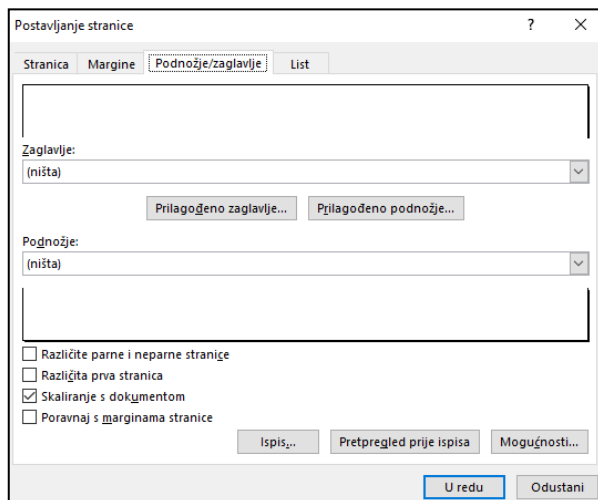 Postavljanje stranice ? X
Stranica Margine Podnožje/zaglavlje List
Zaglavlje:
(ništa)
Prilagođeno zaglavlje... Prilagođeno podnožje...
Podnožje:
(ništa)
Različite parne i neparne stranice
Različita prva stranica
Skaliranje s dokumentom
Poravnaj s marginama stranice
Ispis... Pretpregled prije ispisa Mogućnosti...
U redu Odustani